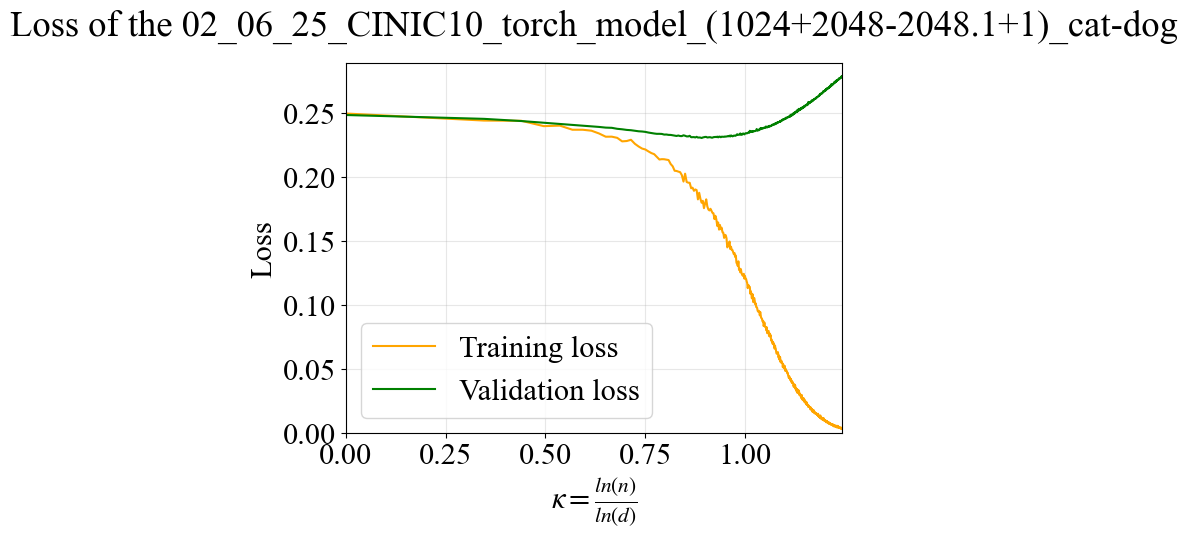 Loss of the 02_06_25_CINIC10_torch_model_(1024+2048-2048.1+1)_cat-dog
0.25
0.20
0.15
0.10
0.05
0.00
Loss
Training loss
Validation loss
0.00 0.25 0.50 0.75 1.00
κ = ln(n)/ln(d)